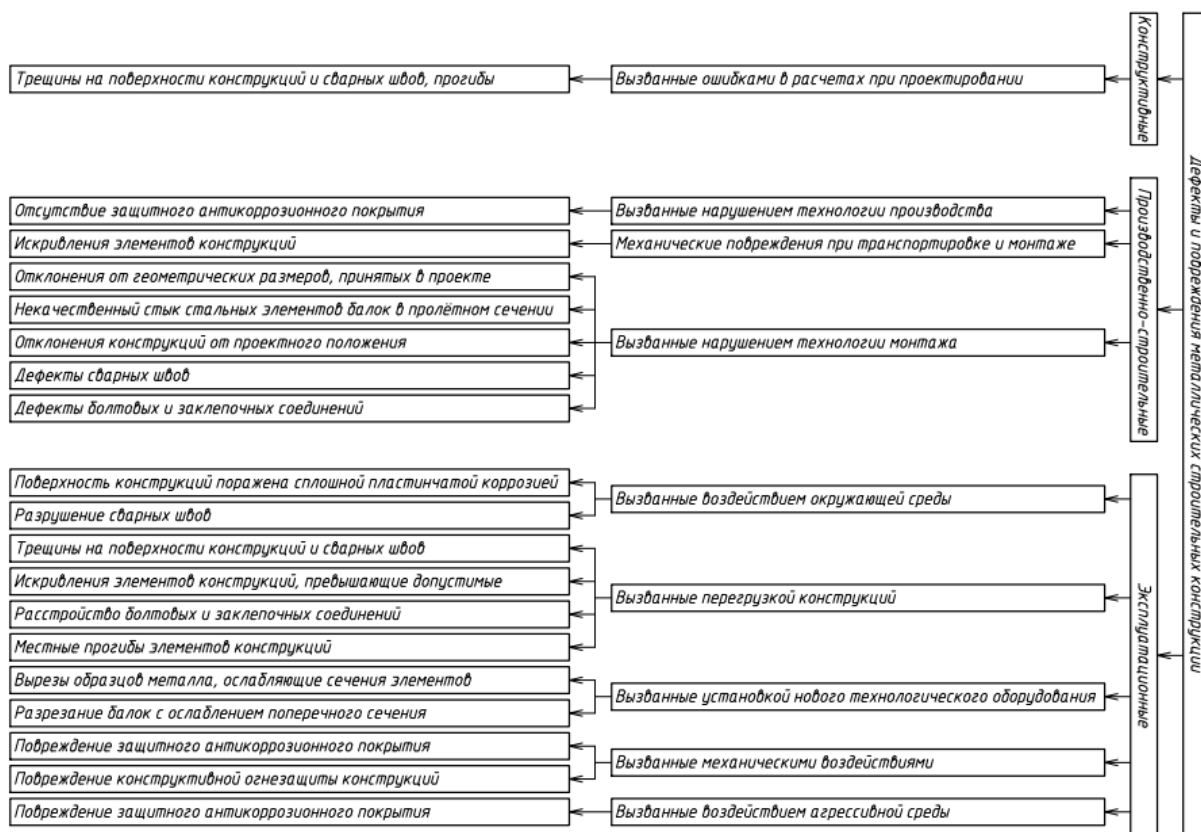 Дефекты и повреждения металлических строительных конструкции
Конструктивные
Вызванные ошибками в расчетах при проектировании
Трещины на поверхности конструкций и сварных швов, прогибы
Производственно-строительные
Вызванные нарушением технологии производства
Отсутствие защитного антикоррозионного покрытия
Механические повреждения при транспортировке и монтаже
Искривления элементов конструкций
Вызванные нарушением технологии монтажа
Отклонения от геометрических размеров, принятых в проекте
Некачественный стык стальных элементов балок в пролётном сечении
Отклонения конструкций от проектного положения
Дефекты сварных швов
Дефекты болтовых и заклепочных соединений
Эксплуатационные
Вызванные воздействием окружающей среды
Поверхность конструкций поражена сплошной пластинчатой коррозией
Разрушение сварных швов
Вызванные перегрузкой конструкций
Трещины на поверхности конструкций и сварных швов
Искривления элементов конструкций, превышающие допустимые
Расстройство болтовых и заклепочных соединений
Местные прогибы элементов конструкций
Вызванные установкой нового технологического оборудования
Вырезы образцов металла, ослабляющие сечения элементов
Разрезание балок с ослаблением поперечного сечения
Вызванные механическими воздействиями
Повреждение защитного антикоррозионного покрытия
Повреждение конструктивной огнезащиты конструкций
Вызванные воздействием агрессивной среды
Повреждение защитного антикоррозионного покрытия